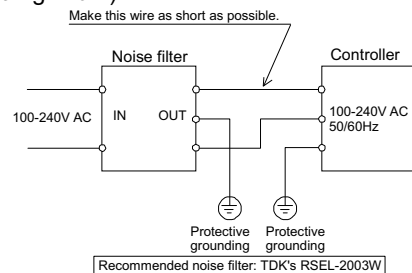 Make this wire as short as possible.
Noise filter
Controller
100-240V AC
IN
OUT
100-240V AC
50/60Hz
Protective
grounding
Protective
grounding
Recommended noise filter: TDK's RSEL-2003W